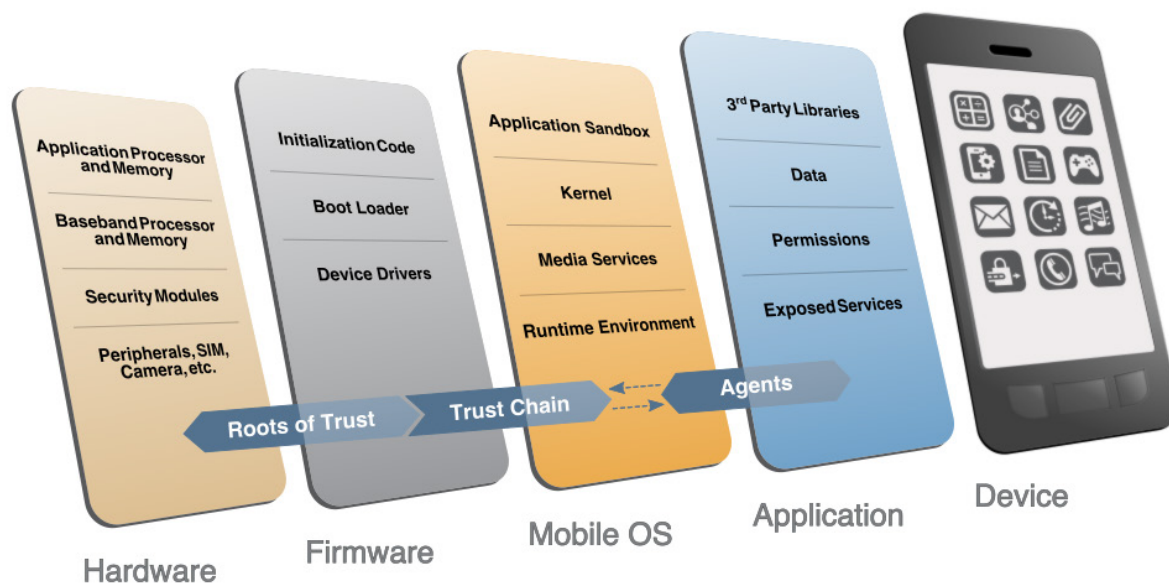 Application Processor
and Memory
Baseband Processor
and Memory
Security Modules
Peripherals, SIM,
Camera, etc.
Hardware
Initialization Code
Boot Loader
Device Drivers
Firmware
Application Sandbox
Kernel
Media Services
Runtime Environment
Mobile OS
3rd Party Libraries
Data
Permissions
Exposed Services
Application
Roots of Trust
Trust Chain
Agents
Device